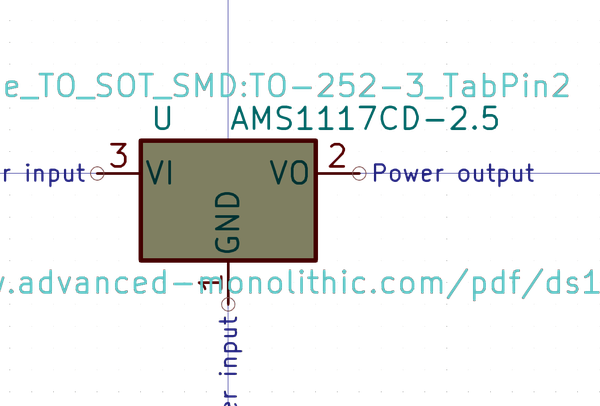 e_TO_SOT_SMD:TO-252-3_TabPin2
U AMS1117CD-2.5
3 2
r input VI VO Power output
GND
w.advanced-monolithic.com/pdf/ds1
1
er input